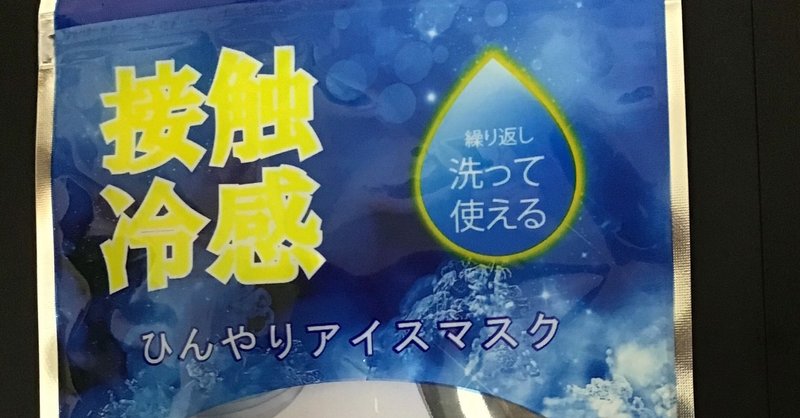 接触
冷感
繰り返し
洗って
使える
ひんやりアイスマスク